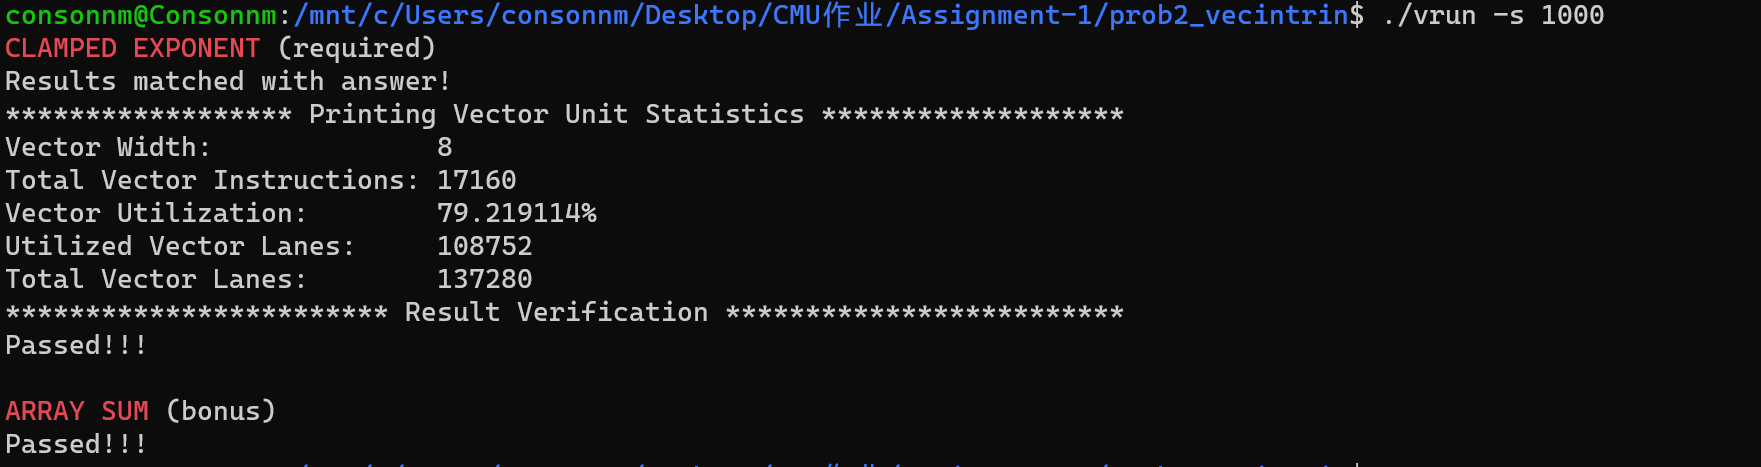 consonnm@Consonnm:/mnt/c/Users/consonnm/Desktop/CMU作业/Assignment-1/prob2_vecintrin$ ./vrun -s 1000
CLAMPED EXPONENT (required)
Results matched with answer!
****************** Printing Vector Unit Statistics *******************
Vector Width:              8
Total Vector Instructions: 17160
Vector Utilization:        79.219114%
Utilized Vector Lanes:     108752
Total Vector Lanes:        137280
************************ Result Verification *************************
Passed!!!
ARRAY SUM (bonus)
Passed!!!